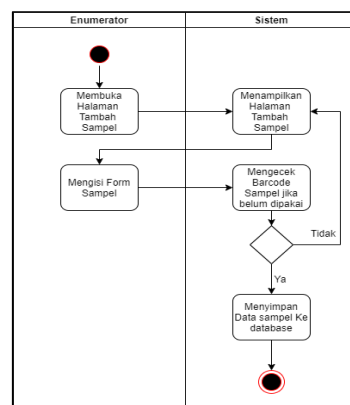 Enumerator
Sistem
Membuka
Halaman
Tambah
Sampel
Menampilkan
Halaman
Tambah
Sampel
Mengisi Form
Sampel
Mengecek
Barcode
Sampel jika
belum dipakai
Tidak
Ya
Menyimpan
Data sampel Ke
database